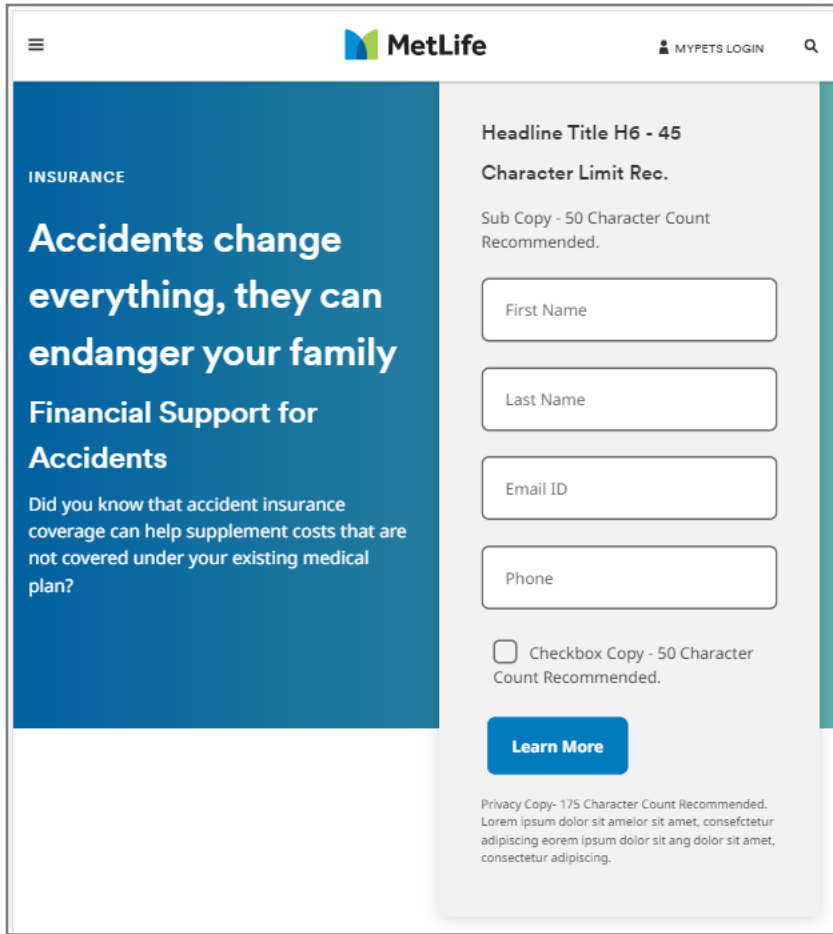 MetLife
MYPETS LOGIN
INSURANCE
Accidents change
everything, they can
endanger your family
Financial Support for
Accidents
Did you know that accident insurance
coverage can help supplement costs that are
not covered under your existing medical
plan?
Headline Title H6 - 45
Character Limit Rec.
Sub Copy - 50 Character Count
Recommended.
First Name
Last Name
Email ID
Phone
Checkbox Copy - 50 Character
Count Recommended.
Learn More
Privacy Copy- 175 Character Count Recommended.
Lorem ipsum dolor sit amelor sit amet, consefctetur
adipiscing eorem ipsum dolor sit ang dolor sit amet,
consectetur adipiscing.